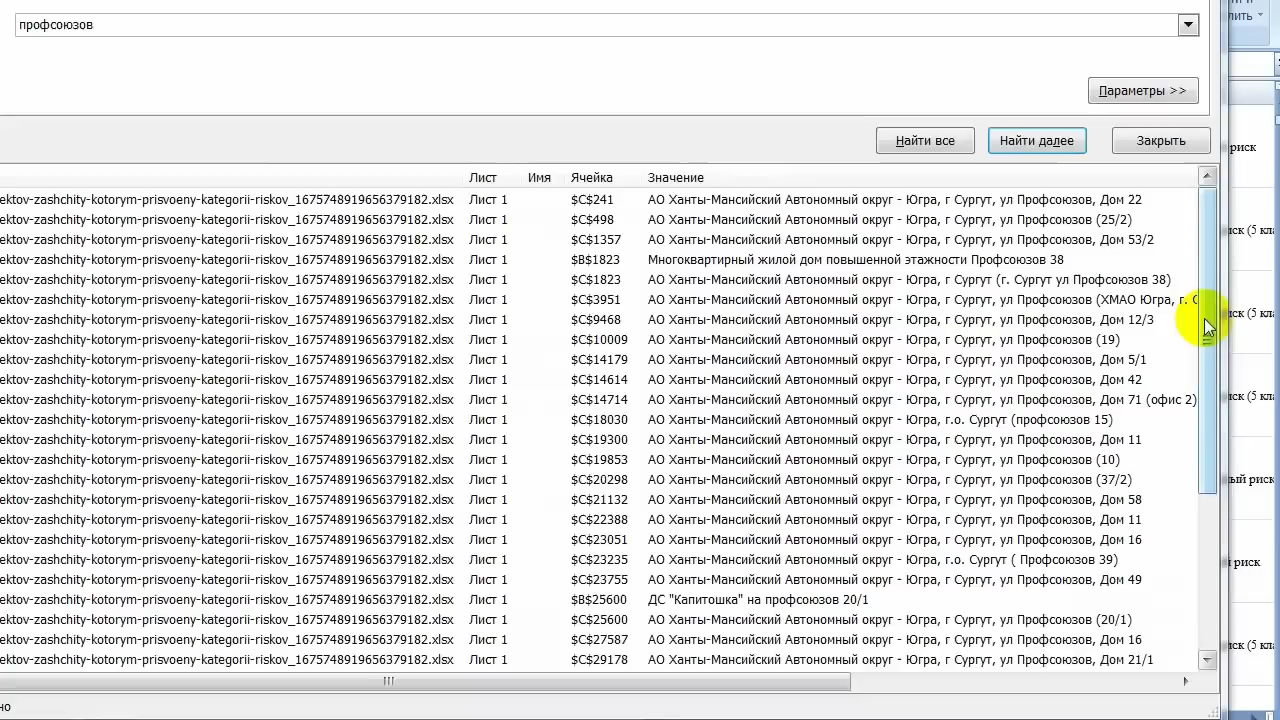 лить
профсоюзов
Параметры >>
Найти все
Найти далее
Закрыть
Лист Имя Ячейка Значение
ektov-zashchity-kotorym-prisvoeny-kategorii-riskov_1675748919656379182.xlsx Лист 1 $C$241 АО Ханты-Мансийский Автономный округ - Югра, г Сургут, ул Профсоюзов, Дом 22
ektov-zashchity-kotorym-prisvoeny-kategorii-riskov_1675748919656379182.xlsx Лист 1 $C$498 АО Ханты-Мансийский Автономный округ - Югра, г Сургут, ул Профсоюзов (25/2)
ektov-zashchity-kotorym-prisvoeny-kategorii-riskov_1675748919656379182.xlsx Лист 1 $C$1357 АО Ханты-Мансийский Автономный округ - Югра, г Сургут, ул Профсоюзов, Дом 53/2
ektov-zashchity-kotorym-prisvoeny-kategorii-riskov_1675748919656379182.xlsx Лист 1 $B$1823 Многоквартирный жилой дом повышенной этажности Профсоюзов 38
ektov-zashchity-kotorym-prisvoeny-kategorii-riskov_1675748919656379182.xlsx Лист 1 $C$1823 АО Ханты-Мансийский Автономный округ - Югра, г Сургут (г. Сургут ул Профсоюзов 38)
ektov-zashchity-kotorym-prisvoeny-kategorii-riskov_1675748919656379182.xlsx Лист 1 $C$3951 АО Ханты-Мансийский Автономный округ - Югра, г Сургут, ул Профсоюзов (ХМАО Югра, г. С
ektov-zashchity-kotorym-prisvoeny-kategorii-riskov_1675748919656379182.xlsx Лист 1 $C$9468 АО Ханты-Мансийский Автономный округ - Югра, г Сургут, ул Профсоюзов, Дом 12/3
ektov-zashchity-kotorym-prisvoeny-kategorii-riskov_1675748919656379182.xlsx Лист 1 $C$10009 АО Ханты-Мансийский Автономный округ - Югра, г Сургут, ул Профсоюзов (19)
ektov-zashchity-kotorym-prisvoeny-kategorii-riskov_1675748919656379182.xlsx Лист 1 $C$14179 АО Ханты-Мансийский Автономный округ - Югра, г Сургут, ул Профсоюзов, Дом 5/1
ektov-zashchity-kotorym-prisvoeny-kategorii-riskov_1675748919656379182.xlsx Лист 1 $C$14614 АО Ханты-Мансийский Автономный округ - Югра, г Сургут, ул Профсоюзов, Дом 42
ektov-zashchity-kotorym-prisvoeny-kategorii-riskov_1675748919656379182.xlsx Лист 1 $C$14714 АО Ханты-Мансийский Автономный округ - Югра, г Сургут, ул Профсоюзов, Дом 71 (офис 2)
ektov-zashchity-kotorym-prisvoeny-kategorii-riskov_1675748919656379182.xlsx Лист 1 $C$18030 АО Ханты-Мансийский Автономный округ - Югра, г.о. Сургут (профсоюзов 15)
ektov-zashchity-kotorym-prisvoeny-kategorii-riskov_1675748919656379182.xlsx Лист 1 $C$19300 АО Ханты-Мансийский Автономный округ - Югра, г Сургут, ул Профсоюзов, Дом 11
ektov-zashchity-kotorym-prisvoeny-kategorii-riskov_1675748919656379182.xlsx Лист 1 $C$19853 АО Ханты-Мансийский Автономный округ - Югра, г Сургут, ул Профсоюзов (10)
ektov-zashchity-kotorym-prisvoeny-kategorii-riskov_1675748919656379182.xlsx Лист 1 $C$20298 АО Ханты-Мансийский Автономный округ - Югра, г Сургут, ул Профсоюзов (37/2)
ektov-zashchity-kotorym-prisvoeny-kategorii-riskov_1675748919656379182.xlsx Лист 1 $C$21132 АО Ханты-Мансийский Автономный округ - Югра, г Сургут, ул Профсоюзов, Дом 58
ektov-zashchity-kotorym-prisvoeny-kategorii-riskov_1675748919656379182.xlsx Лист 1 $C$22388 АО Ханты-Мансийский Автономный округ - Югра, г Сургут, ул Профсоюзов, Дом 11
ektov-zashchity-kotorym-prisvoeny-kategorii-riskov_1675748919656379182.xlsx Лист 1 $C$23051 АО Ханты-Мансийский Автономный округ - Югра, г Сургут, ул Профсоюзов, Дом 16
ektov-zashchity-kotorym-prisvoeny-kategorii-riskov_1675748919656379182.xlsx Лист 1 $C$23235 АО Ханты-Мансийский Автономный округ - Югра, г.о. Сургут ( Профсоюзов 39)
ektov-zashchity-kotorym-prisvoeny-kategorii-riskov_1675748919656379182.xlsx Лист 1 $C$23755 АО Ханты-Мансийский Автономный округ - Югра, г Сургут, ул Профсоюзов, Дом 49
ektov-zashchity-kotorym-prisvoeny-kategorii-riskov_1675748919656379182.xlsx Лист 1 $B$25600 ДС "Капитошка" на профсоюзов 20/1
ektov-zashchity-kotorym-prisvoeny-kategorii-riskov_1675748919656379182.xlsx Лист 1 $C$25600 АО Ханты-Мансийский Автономный округ - Югра, г Сургут, ул Профсоюзов (20/1)
ektov-zashchity-kotorym-prisvoeny-kategorii-riskov_1675748919656379182.xlsx Лист 1 $C$27587 АО Ханты-Мансийский Автономный округ - Югра, г Сургут, ул Профсоюзов, Дом 16
ektov-zashchity-kotorym-prisvoeny-kategorii-riskov_1675748919656379182.xlsx Лист 1 $C$29178 АО Ханты-Мансийский Автономный округ - Югра, г Сургут, ул Профсоюзов, Дом 21/1
но
риск
иск (5 кла
иск (5 кла
иск (5 кла
ый риск
й риск
иск (5 кла